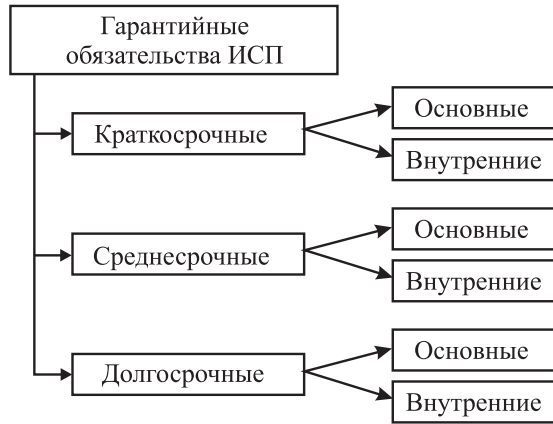 Гарантийные
обязательства ИСП
Краткосрочные
Основные
Внутренние
Среднесрочные
Основные
Внутренние
Долгосрочные
Основные
Внутренние